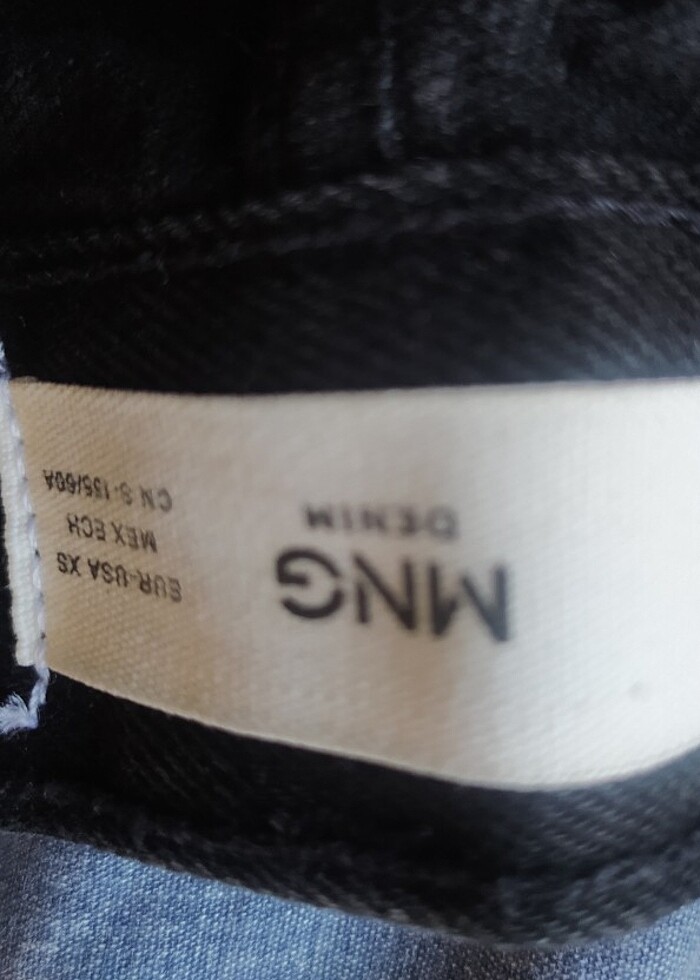 MNG
DENIM
EUR-USA XS
MEX ECH
CN S-155/60A